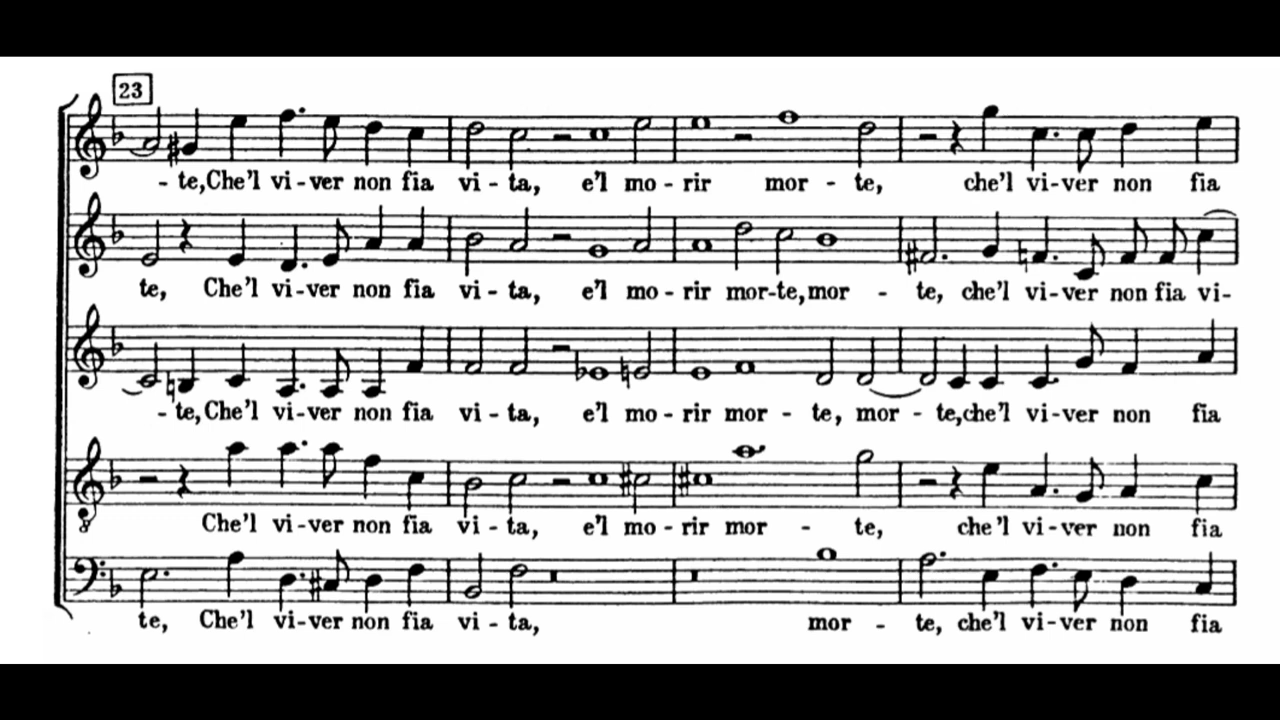 23
- te, Che'l vi - ver non fia vi - ta, e'l mo - rir mor - te, che'l vi - ver non fia
te, Che'l vi - ver non fia vi - ta, e'l mo - rir mor - te, mor - te, che'l vi - ver non fia vi -
- te, Che'l vi - ver non fia vi - ta, e'l mo - rir mor - te, mor - te, che'l vi - ver non fia
8
Che'l vi - ver non fia vi - ta, e'l mo - rir mor - te, che'l vi - ver non fia
te, Che'l vi - ver non fia vi - ta, mor - te, che'l vi - ver non fia